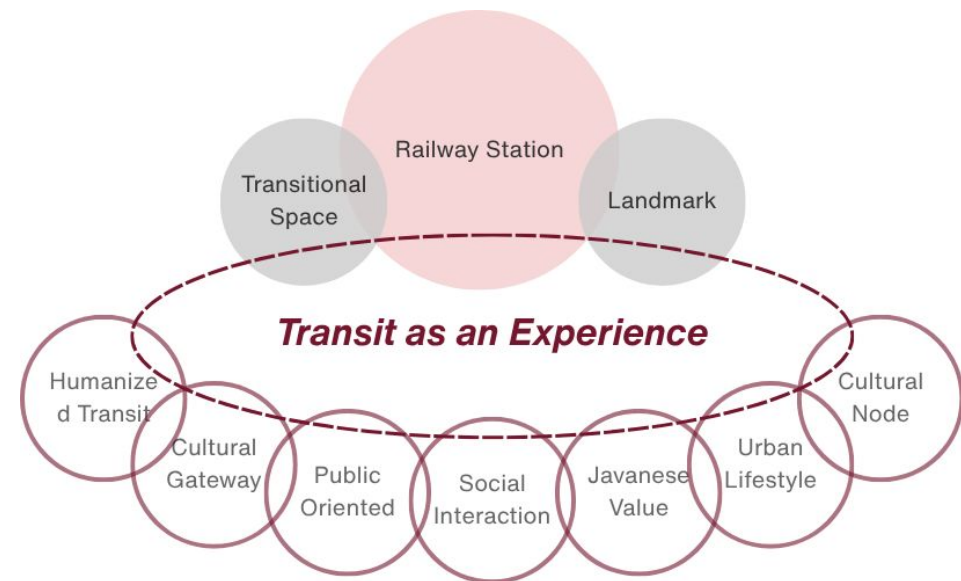 Railway Station
Transitional
Space
Landmark
Transit as an Experience
Humanize
d Transit
Cultural
Gateway
Public
Oriented
Social
Interaction
Javanese
Value
Urban
Lifestyle
Cultural
Node